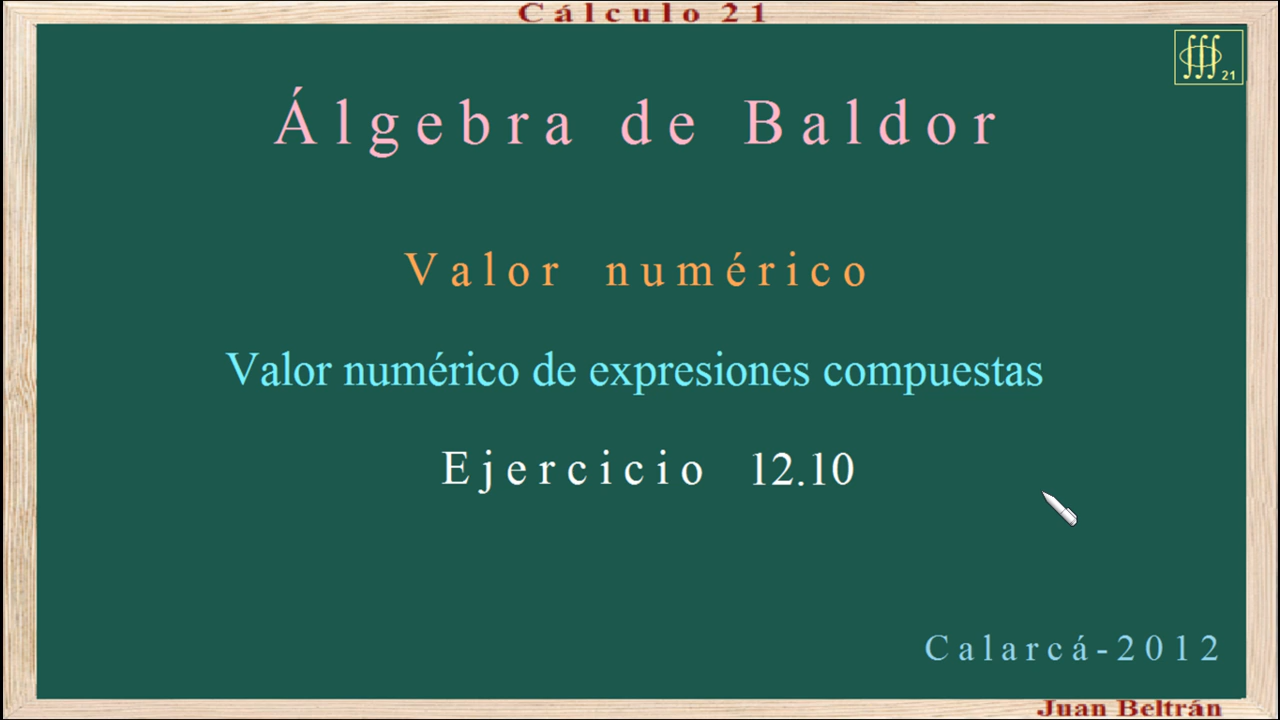 Cálculo 21
21
Álgebra de Baldor
Valor numérico
Valor numérico de expresiones compuestas
Ejercicio 12.10
Calarcá-2012
Juan Beltrán